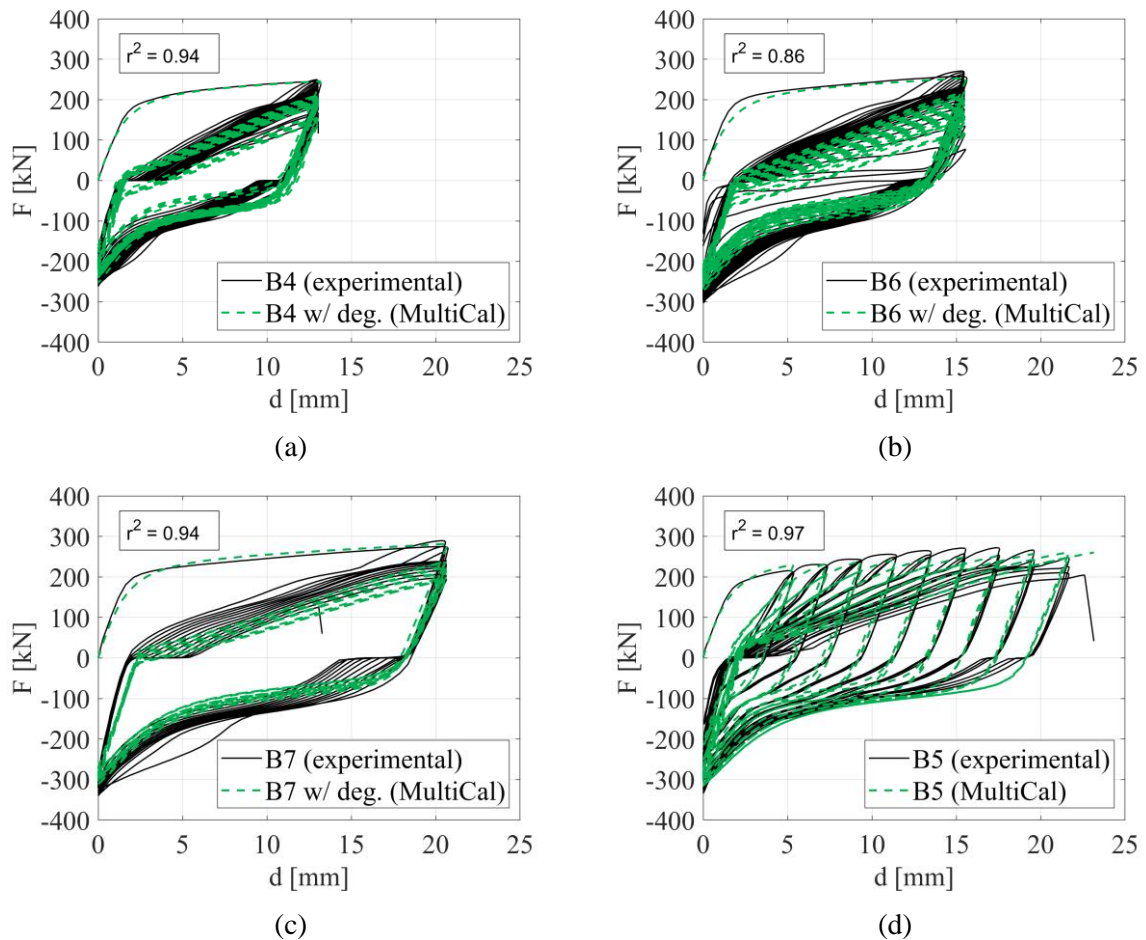 400
300
200
100
0
-100
-200
-300
-400
F [kN]
r² = 0.94
B4 (experimental)
B4 w/ deg. (MultiCal)
0 5 10 15 20 25
d [mm]
(a)
400
300
200
100
0
-100
-200
-300
-400
F [kN]
r² = 0.86
B6 (experimental)
B6 w/ deg. (MultiCal)
0 5 10 15 20 25
d [mm]
(b)
400
300
200
100
0
-100
-200
-300
-400
F [kN]
r² = 0.94
B7 (experimental)
B7 w/ deg. (MultiCal)
0 5 10 15 20 25
d [mm]
(c)
400
300
200
100
0
-100
-200
-300
-400
F [kN]
r² = 0.97
B5 (experimental)
B5 (MultiCal)
0 5 10 15 20 25
d [mm]
(d)